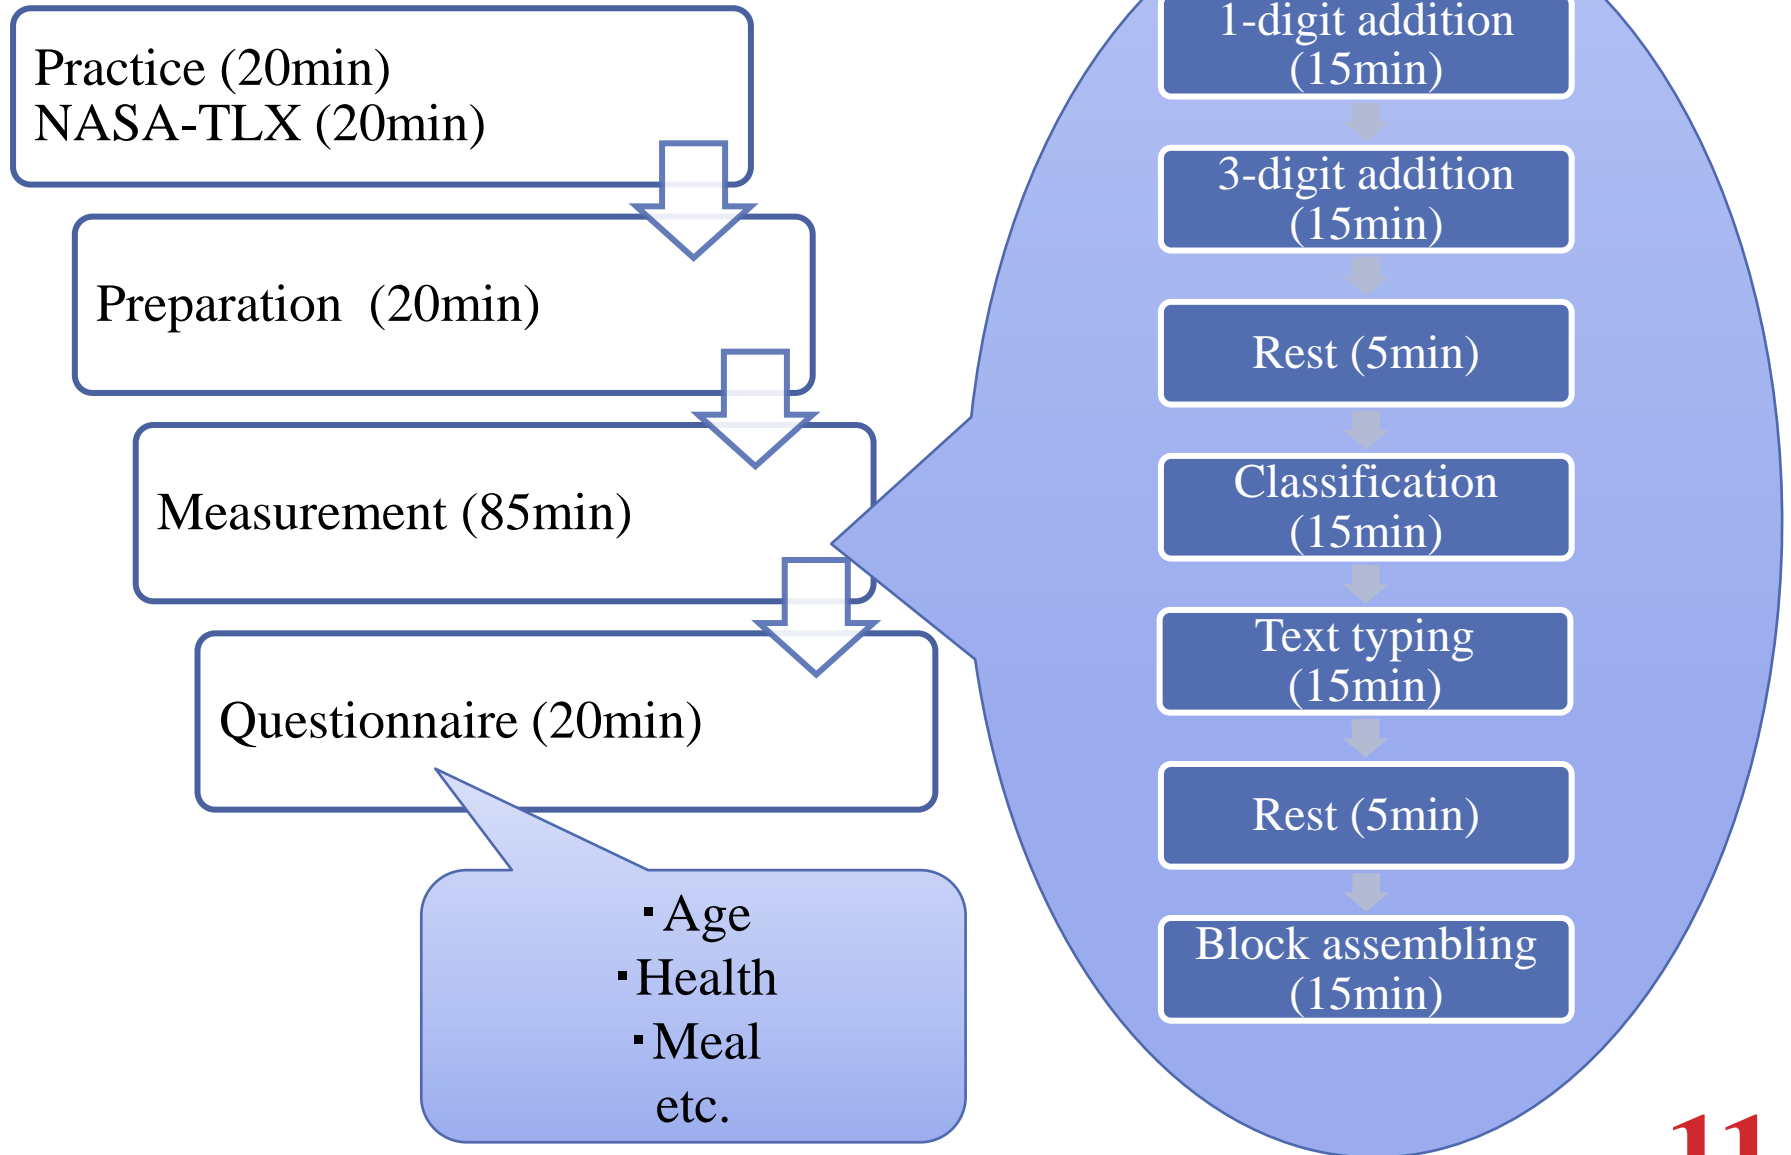 Practice (20min)
NASA-TLX (20min)
Preparation (20min)
Measurement (85min)
Questionnaire (20min)
▪Age
▪Health
▪Meal
etc.
1-digit addition
(15min)
3-digit addition
(15min)
Rest (5min)
Classification
(15min)
Text typing
(15min)
Rest (5min)
Block assembling
(15min)
11